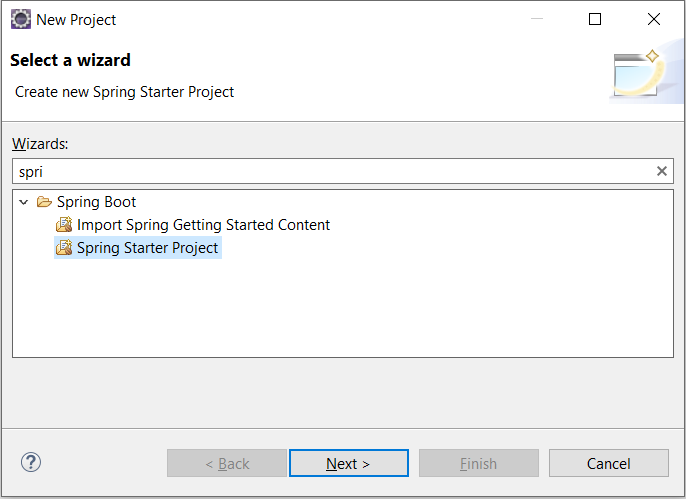 New Project
Select a wizard
Create new Spring Starter Project
Wizards:
spri
Spring Boot
Import Spring Getting Started Content
Spring Starter Project
?
< Back
Next >
Finish
Cancel